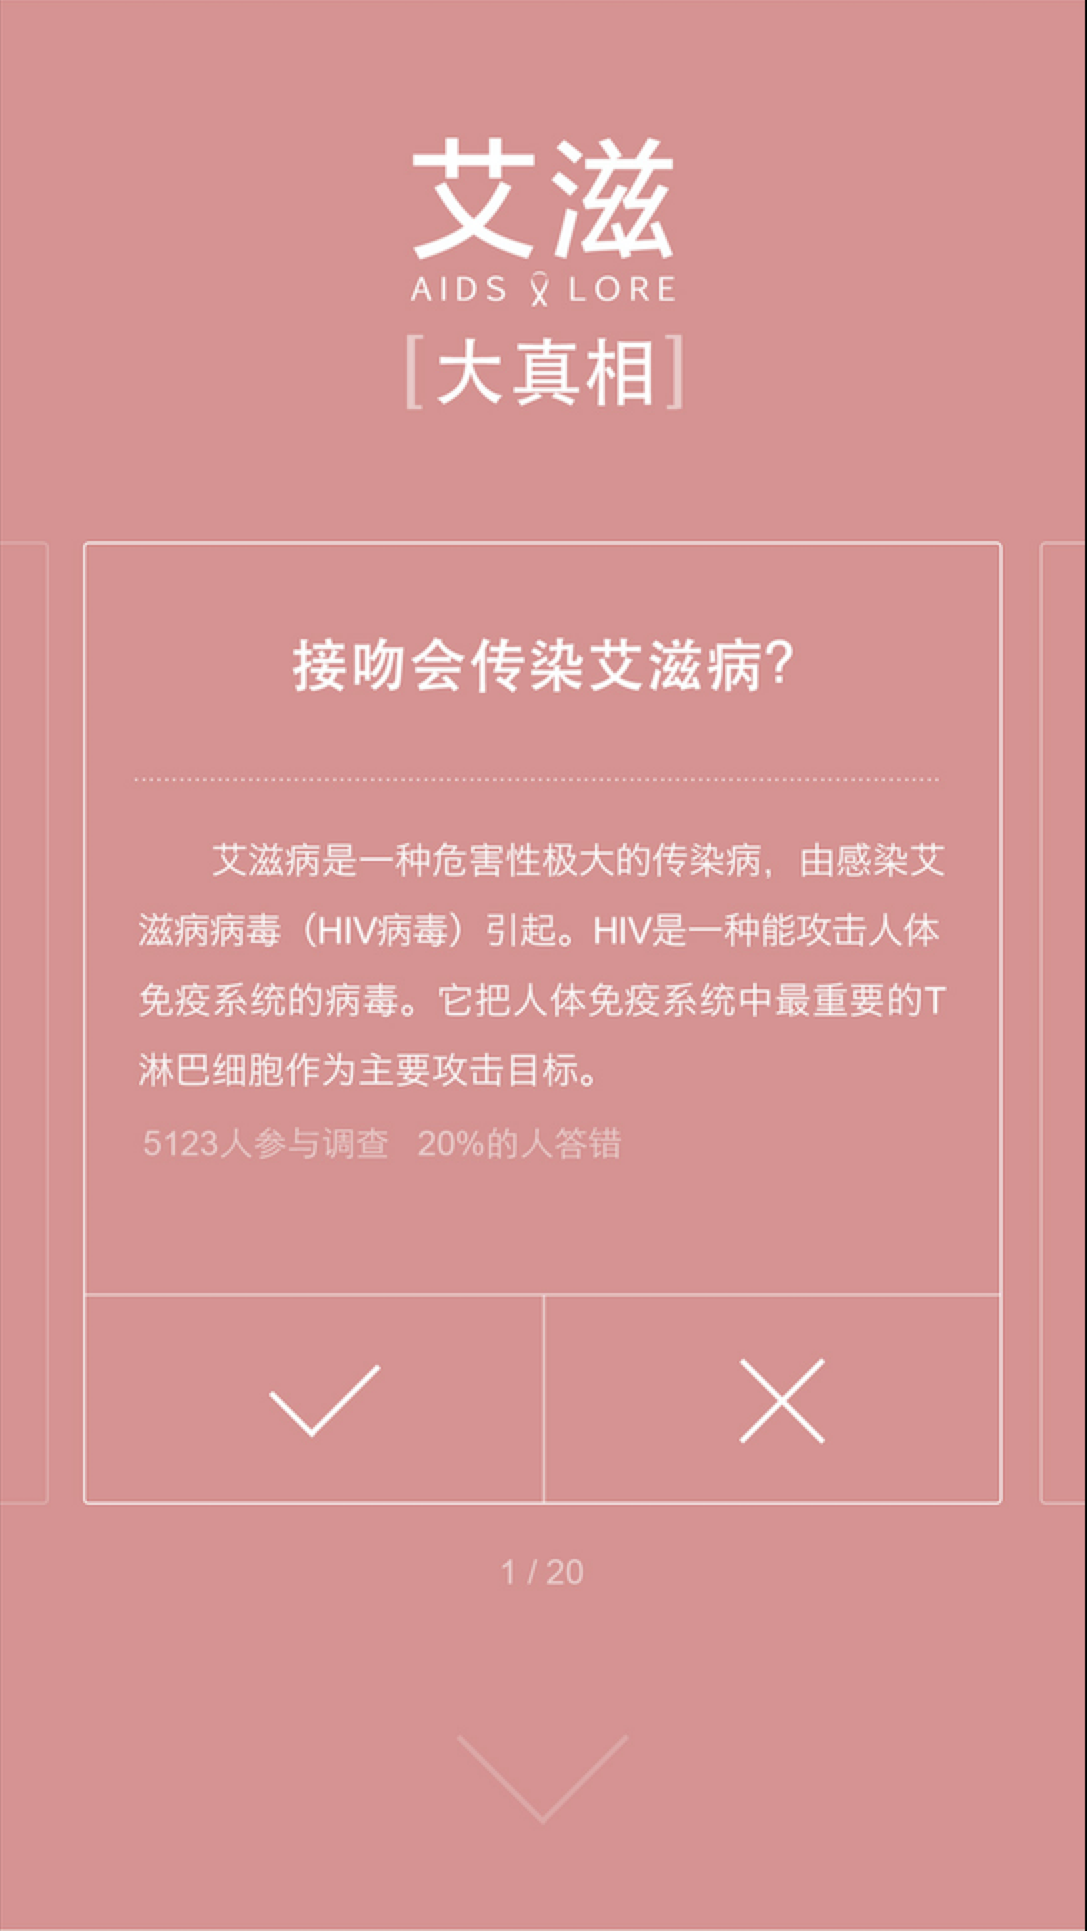 艾滋
AIDS LORE
[大真相]
接吻会传染艾滋病?
艾滋病是一种危害性极大的传染病，由感染艾
滋病病毒（HIV病毒）引起。HIV是一种能攻击人体
免疫系统的病毒。它把人体免疫系统中最重要的T
淋巴细胞作为主要攻击目标。
5123人参与调查 20%的人答错
1 / 20